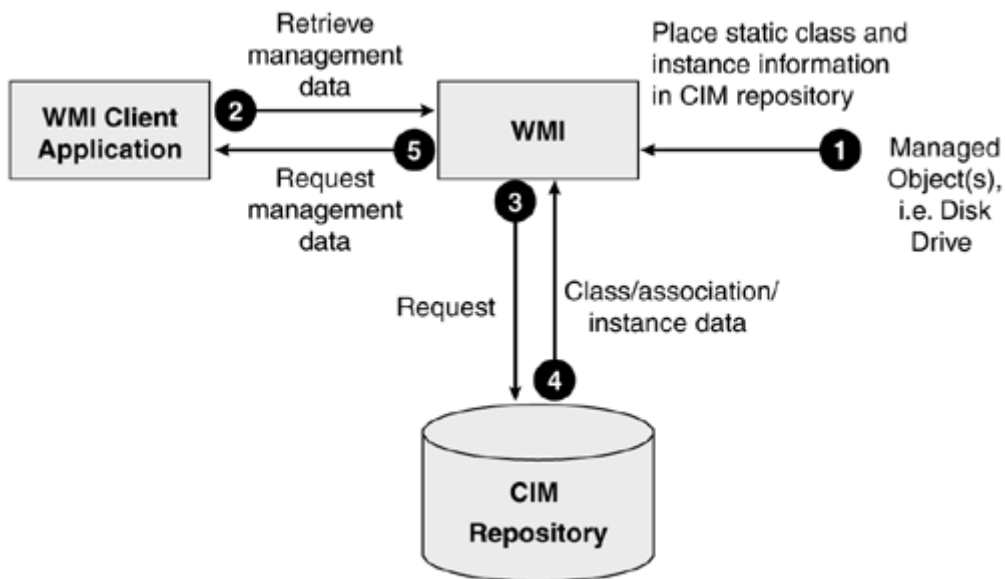 Retrieve
management
data
Place static class and
instance information
in CIM repository
WMI Client
Application
2
5
WMI
1
Managed
Object(s),
i.e. Disk
Drive
Request
management
data
3
Request
Class/association/
instance data
4
CIM
Repository